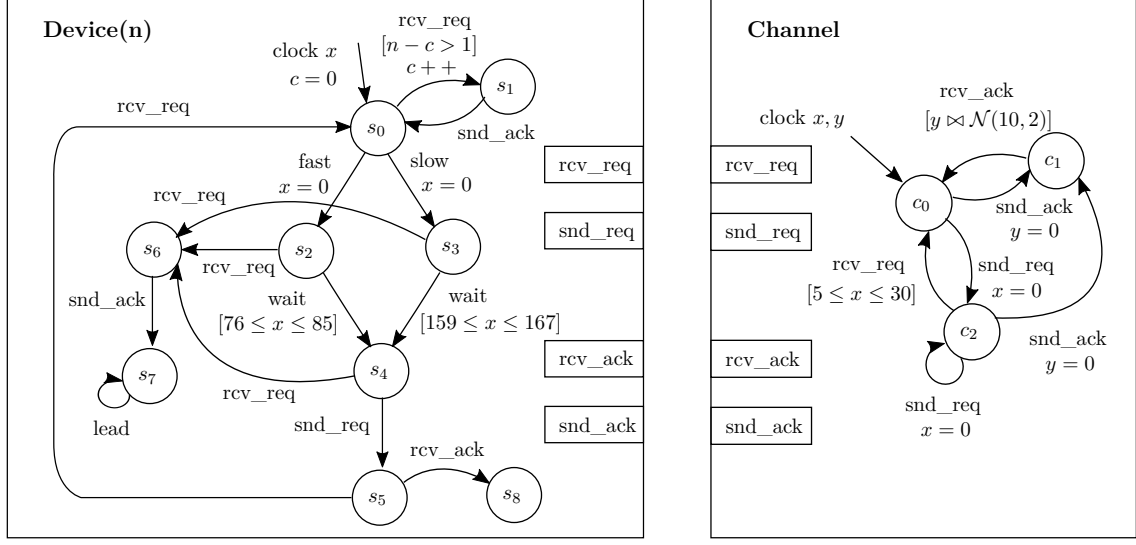 Device(n)
clock x
c = 0
rcv_req
[n − c > 1]
c + +
s₁
snd_ack
s₀
rcv_req
fast
x = 0
slow
x = 0
rcv_req
s₆
s₂
s₃
rcv_req
snd_ack
wait
[76 ≤ x ≤ 85]
wait
[159 ≤ x ≤ 167]
s₇
lead
s₄
rcv_req
snd_req
rcv_ack
s₅
s₈
rcv_req
snd_req
rcv_ack
snd_ack
Channel
rcv_req
snd_req
rcv_ack
snd_ack
clock x, y
rcv_ack
[y ⋈ 𝒩(10, 2)]
c₁
c₀
snd_ack
y = 0
rcv_req
[5 ≤ x ≤ 30]
snd_req
x = 0
c₂
snd_ack
y = 0
snd_req
x = 0